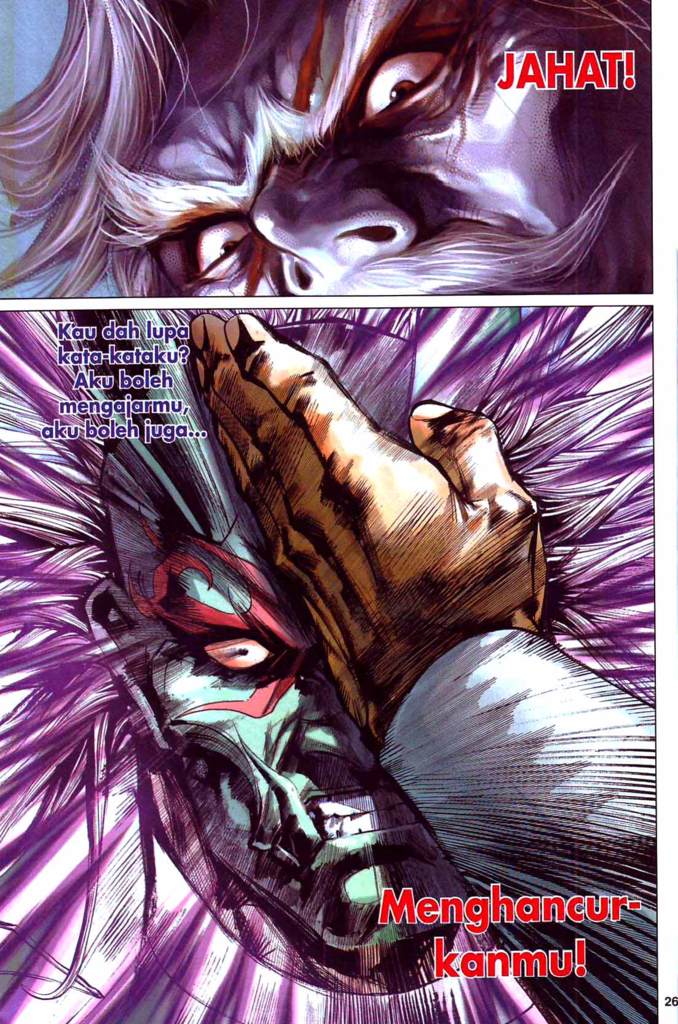 JAHAT!
Kau dah lupa
kata-kataku?
Aku boleh
mengajarmu,
aku boleh juga...
Menghancur-
kanmu!
26